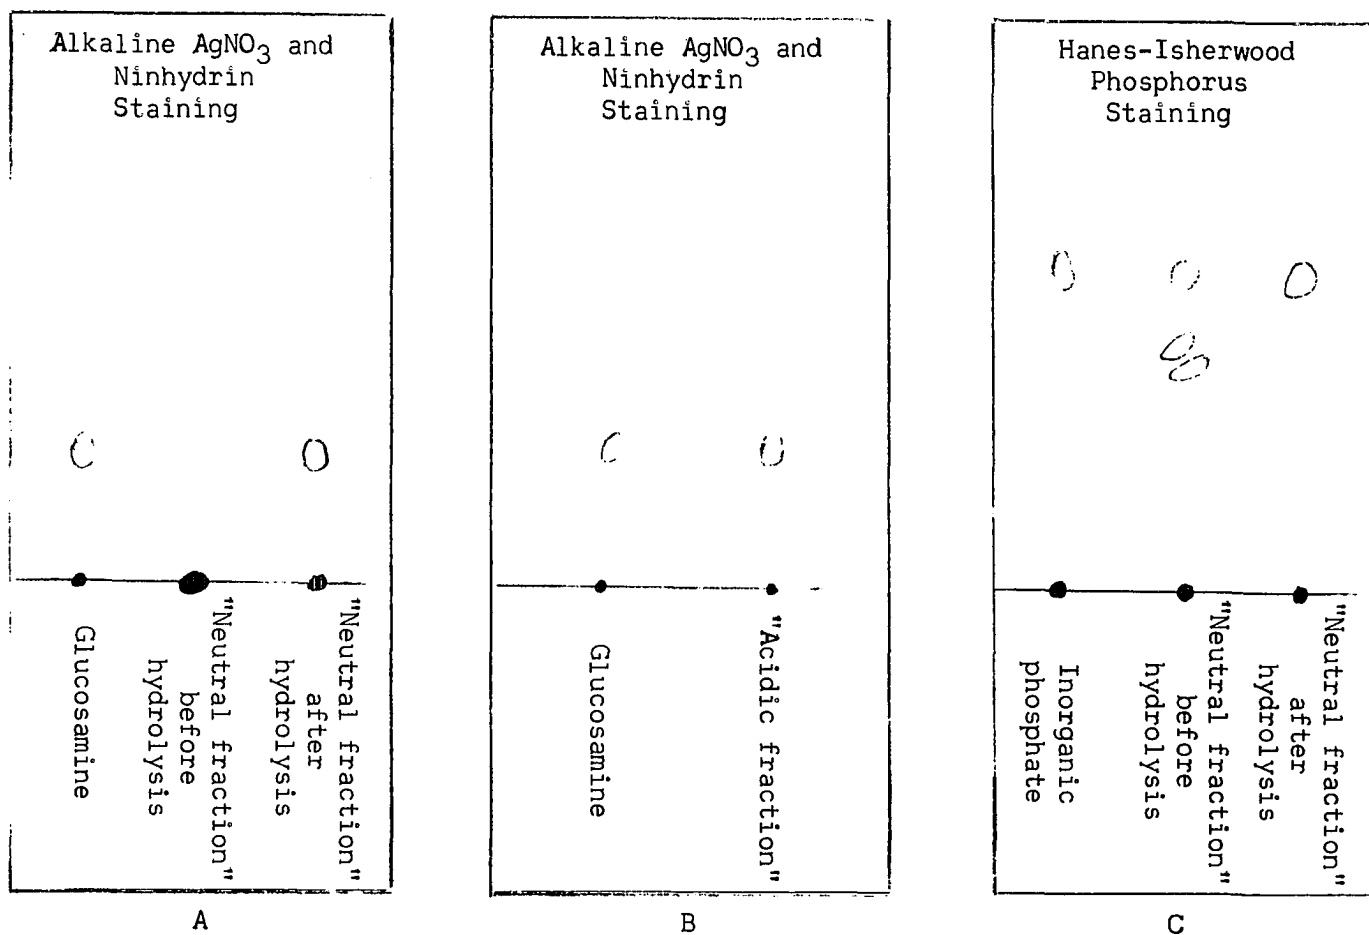 Alkaline AgNO3 and
Ninhydrin
Staining
Glucosamine
"Neutral fraction"
before
hydrolysis
"Neutral fraction"
after
hydrolysis
A
Alkaline AgNO3 and
Ninhydrin
Staining
Glucosamine
"Acidic fraction"
B
Hanes-Isherwood
Phosphorus
Staining
Inorganic
phosphate
"Neutral fraction"
before
hydrolysis
"Neutral fraction"
after
hydrolysis
C